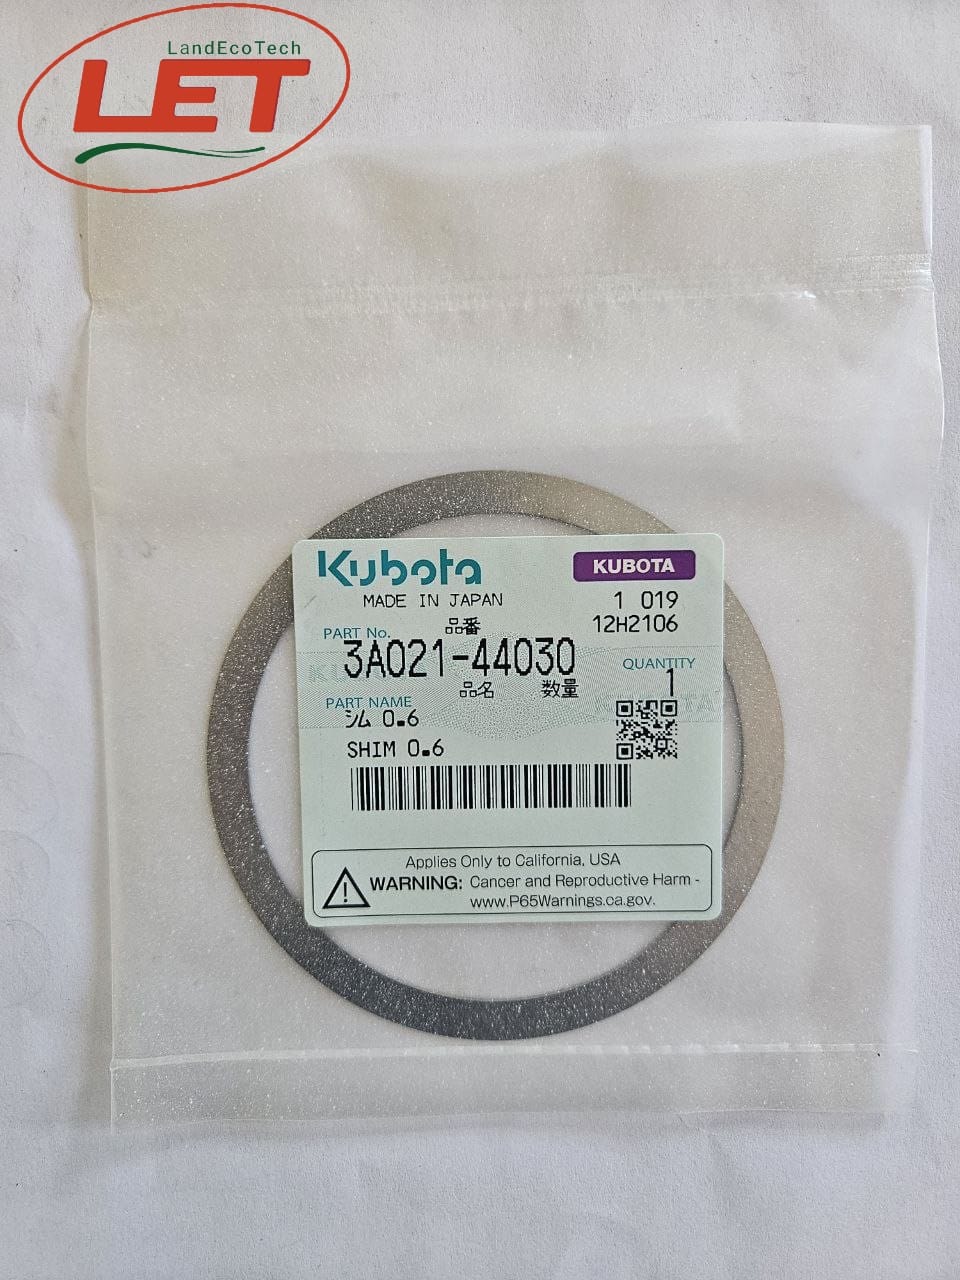 LandEcoTech
LET
Kubota
KUBOTA
MADE IN JAPAN
1 019
品番
12H2106
PART No.
3A021-44030
QUANTITY
品名 数量
1
PART NAME
シム 0.6
SHIM 0.6
Applies Only to California, USA
WARNING: Cancer and Reproductive Harm -
www.P65Warnings.ca.gov.